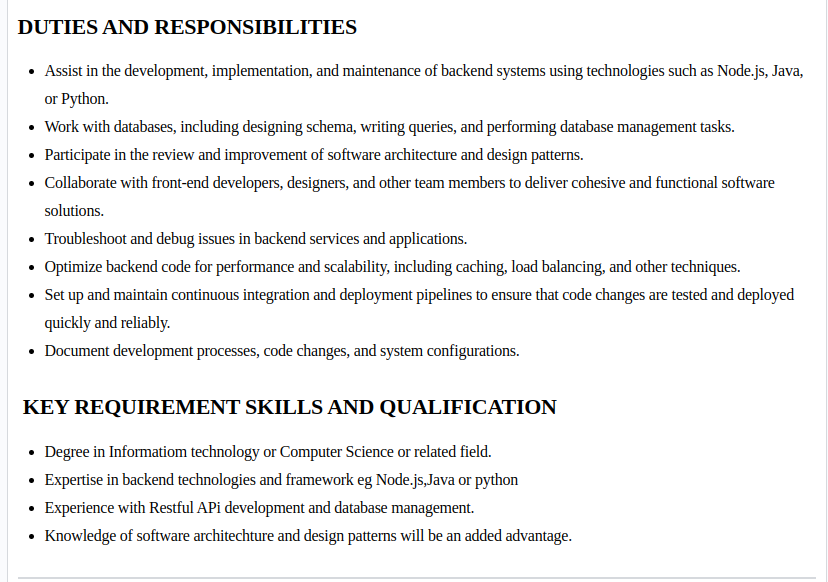 DUTIES AND RESPONSIBILITIES
Assist in the development, implementation, and maintenance of backend systems using technologies such as Node.js, Java,
or Python.
Work with databases, including designing schema, writing queries, and performing database management tasks.
Participate in the review and improvement of software architecture and design patterns.
Collaborate with front-end developers, designers, and other team members to deliver cohesive and functional software
solutions.
Troubleshoot and debug issues in backend services and applications.
Optimize backend code for performance and scalability, including caching, load balancing, and other techniques.
Set up and maintain continuous integration and deployment pipelines to ensure that code changes are tested and deployed
quickly and reliably.
Document development processes, code changes, and system configurations.
KEY REQUIREMENT SKILLS AND QUALIFICATION
Degree in Informatiom technology or Computer Science or related field.
Expertise in backend technologies and framework eg Node.js,Java or python
Experience with Restful APi development and database management.
Knowledge of software architechture and design patterns will be an added advantage.